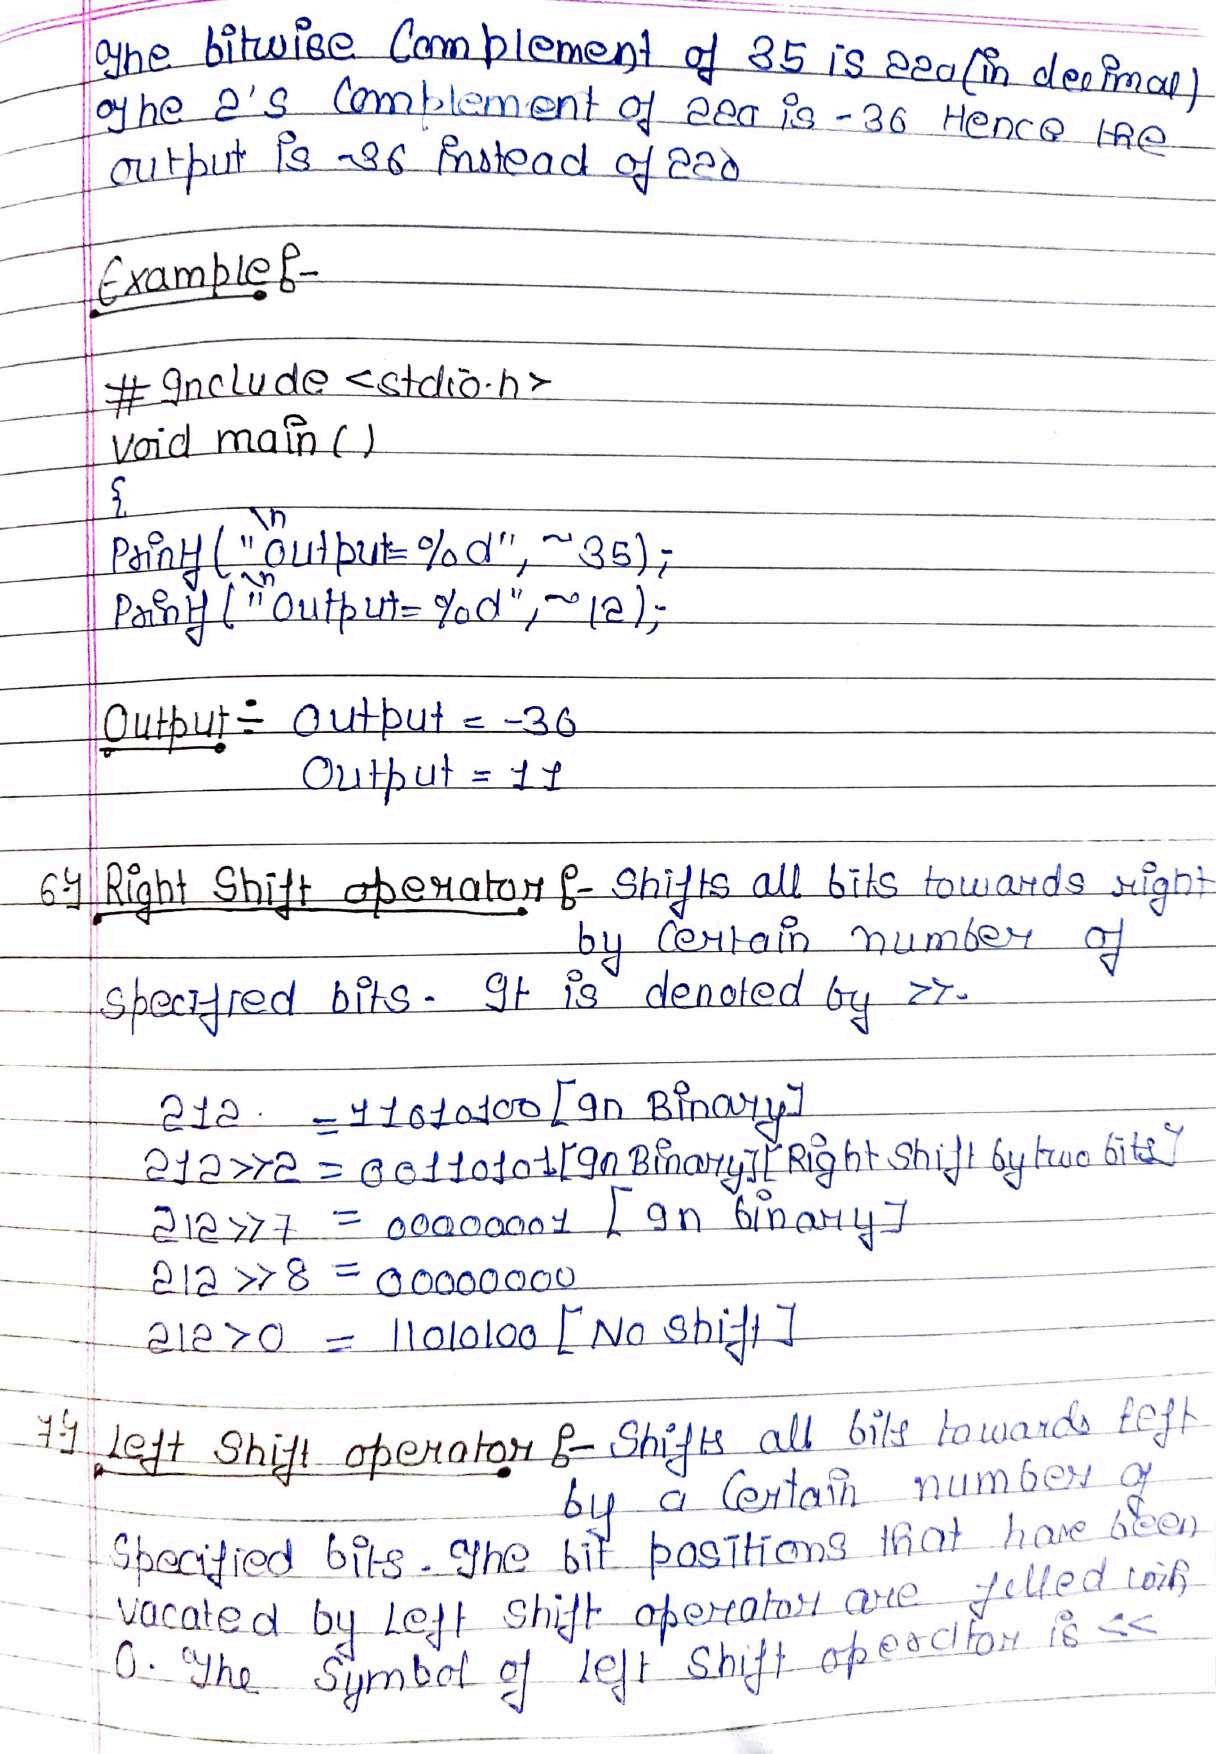 The bitwise Complement of 35 is 220 (in decimal)
The 2's Complement of 220 is -36 Hence the
output is -36 instead of 220
Example :-
# Include <stdio.h>
void main ()
{
Printf ("\n Output = %d", ~35);
Printf ("\n Output = %d", ~12);
Output :- Output = -36
Output = 11
6) Right Shift operator :- Shifts all bits towards right
by Certain number of
specified bits. It is denoted by >>.
212 = 11010100 [In Binary]
212>>2 = 00110101 [In Binary] [Right Shift by two bits]
212>>7 = 00000001 [In binary]
212>>8 = 00000000
212>0 = 11010100 [No Shift]
7) Left Shift operator :- Shifts all bits towards left
by a Certain number of
Specified bits. The bit positions that have been
vacated by Left Shift operator are filled with
0. The Symbol of left Shift operator is <<